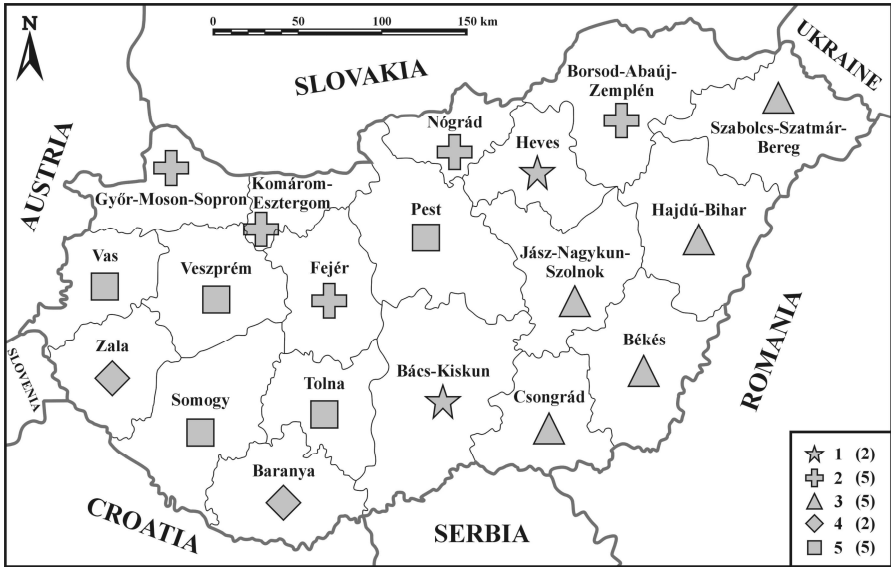 N
0 50 100 150 km
SLOVAKIA
UKRAINE
AUSTRIA
Borsod-Abaúj-
Zemplén
Szabolcs-Szatmár-
Bereg
Nógrád
Heves
Győr-Moson-Sopron
Komárom-
Esztergom
Pest
Hajdú-Bihar
Vas
Veszprém
Fejér
Jász-Nagykun-
Szolnok
Zala
SLOVENIA
Somogy
Tolna
Bács-Kiskun
Csongrád
Békés
ROMANIA
Baranya
CROATIA
SERBIA
1 (2)
2 (5)
3 (5)
4 (2)
5 (5)